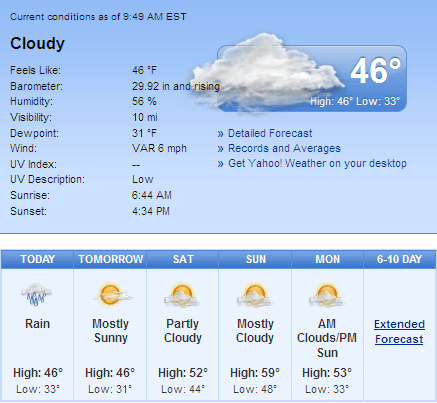 Current conditions as of 9:49 AM EST
Cloudy
Feels Like: 46 °F
Barometer: 29.92 in and rising
Humidity: 56 %
Visibility: 10 mi
Dewpoint: 31 °F
Wind: VAR 6 mph
UV Index: --
UV Description: Low
Sunrise: 6:44 AM
Sunset: 4:34 PM
46°
High: 46° Low: 33°
» Detailed Forecast
» Records and Averages
» Get Yahoo! Weather on your desktop
TODAY TOMORROW SAT SUN MON 6-10 DAY
Rain
High: 46°
Low: 33°
Mostly
Sunny
High: 46°
Low: 31°
Partly
Cloudy
High: 52°
Low: 44°
Mostly
Cloudy
High: 59°
Low: 48°
AM
Clouds/PM
Sun
High: 53°
Low: 33°
Extended
Forecast